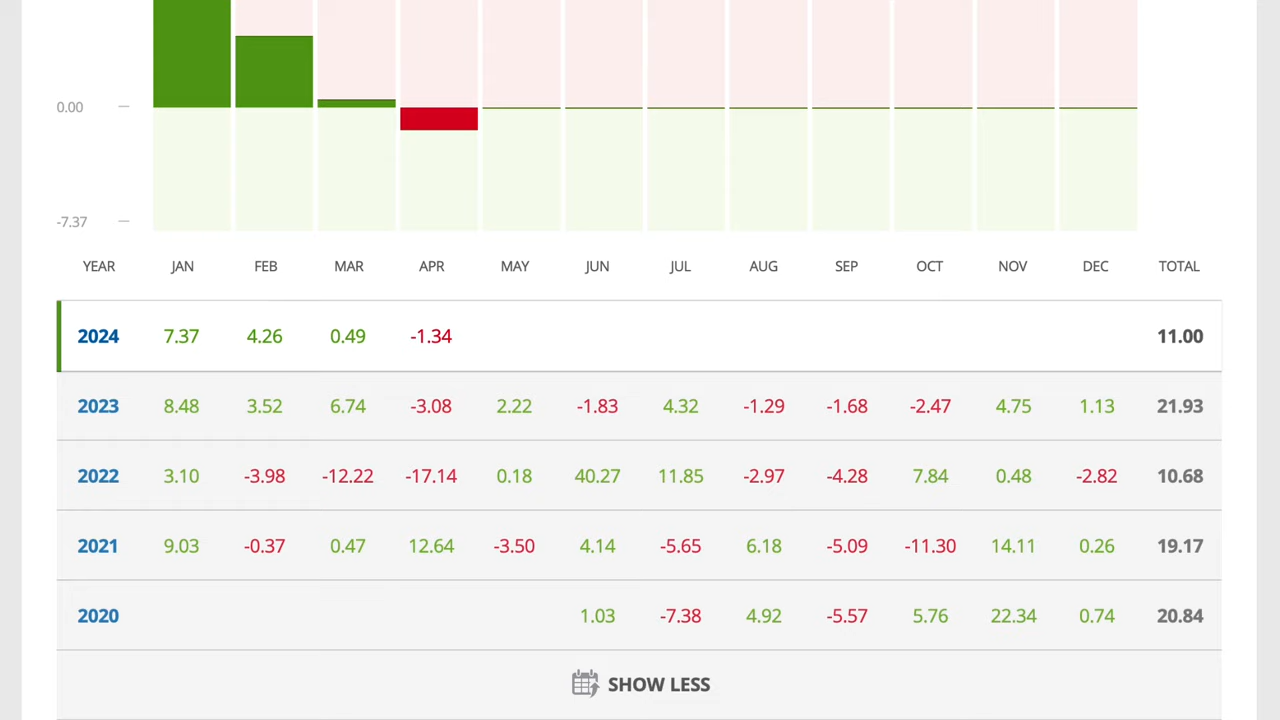 0.00
-7.37
YEAR JAN FEB MAR APR MAY JUN JUL AUG SEP OCT NOV DEC TOTAL
2024 7.37 4.26 0.49 -1.34 11.00
2023 8.48 3.52 6.74 -3.08 2.22 -1.83 4.32 -1.29 -1.68 -2.47 4.75 1.13 21.93
2022 3.10 -3.98 -12.22 -17.14 0.18 40.27 11.85 -2.97 -4.28 7.84 0.48 -2.82 10.68
2021 9.03 -0.37 0.47 12.64 -3.50 4.14 -5.65 6.18 -5.09 -11.30 14.11 0.26 19.17
2020 1.03 -7.38 4.92 -5.57 5.76 22.34 0.74 20.84
SHOW LESS